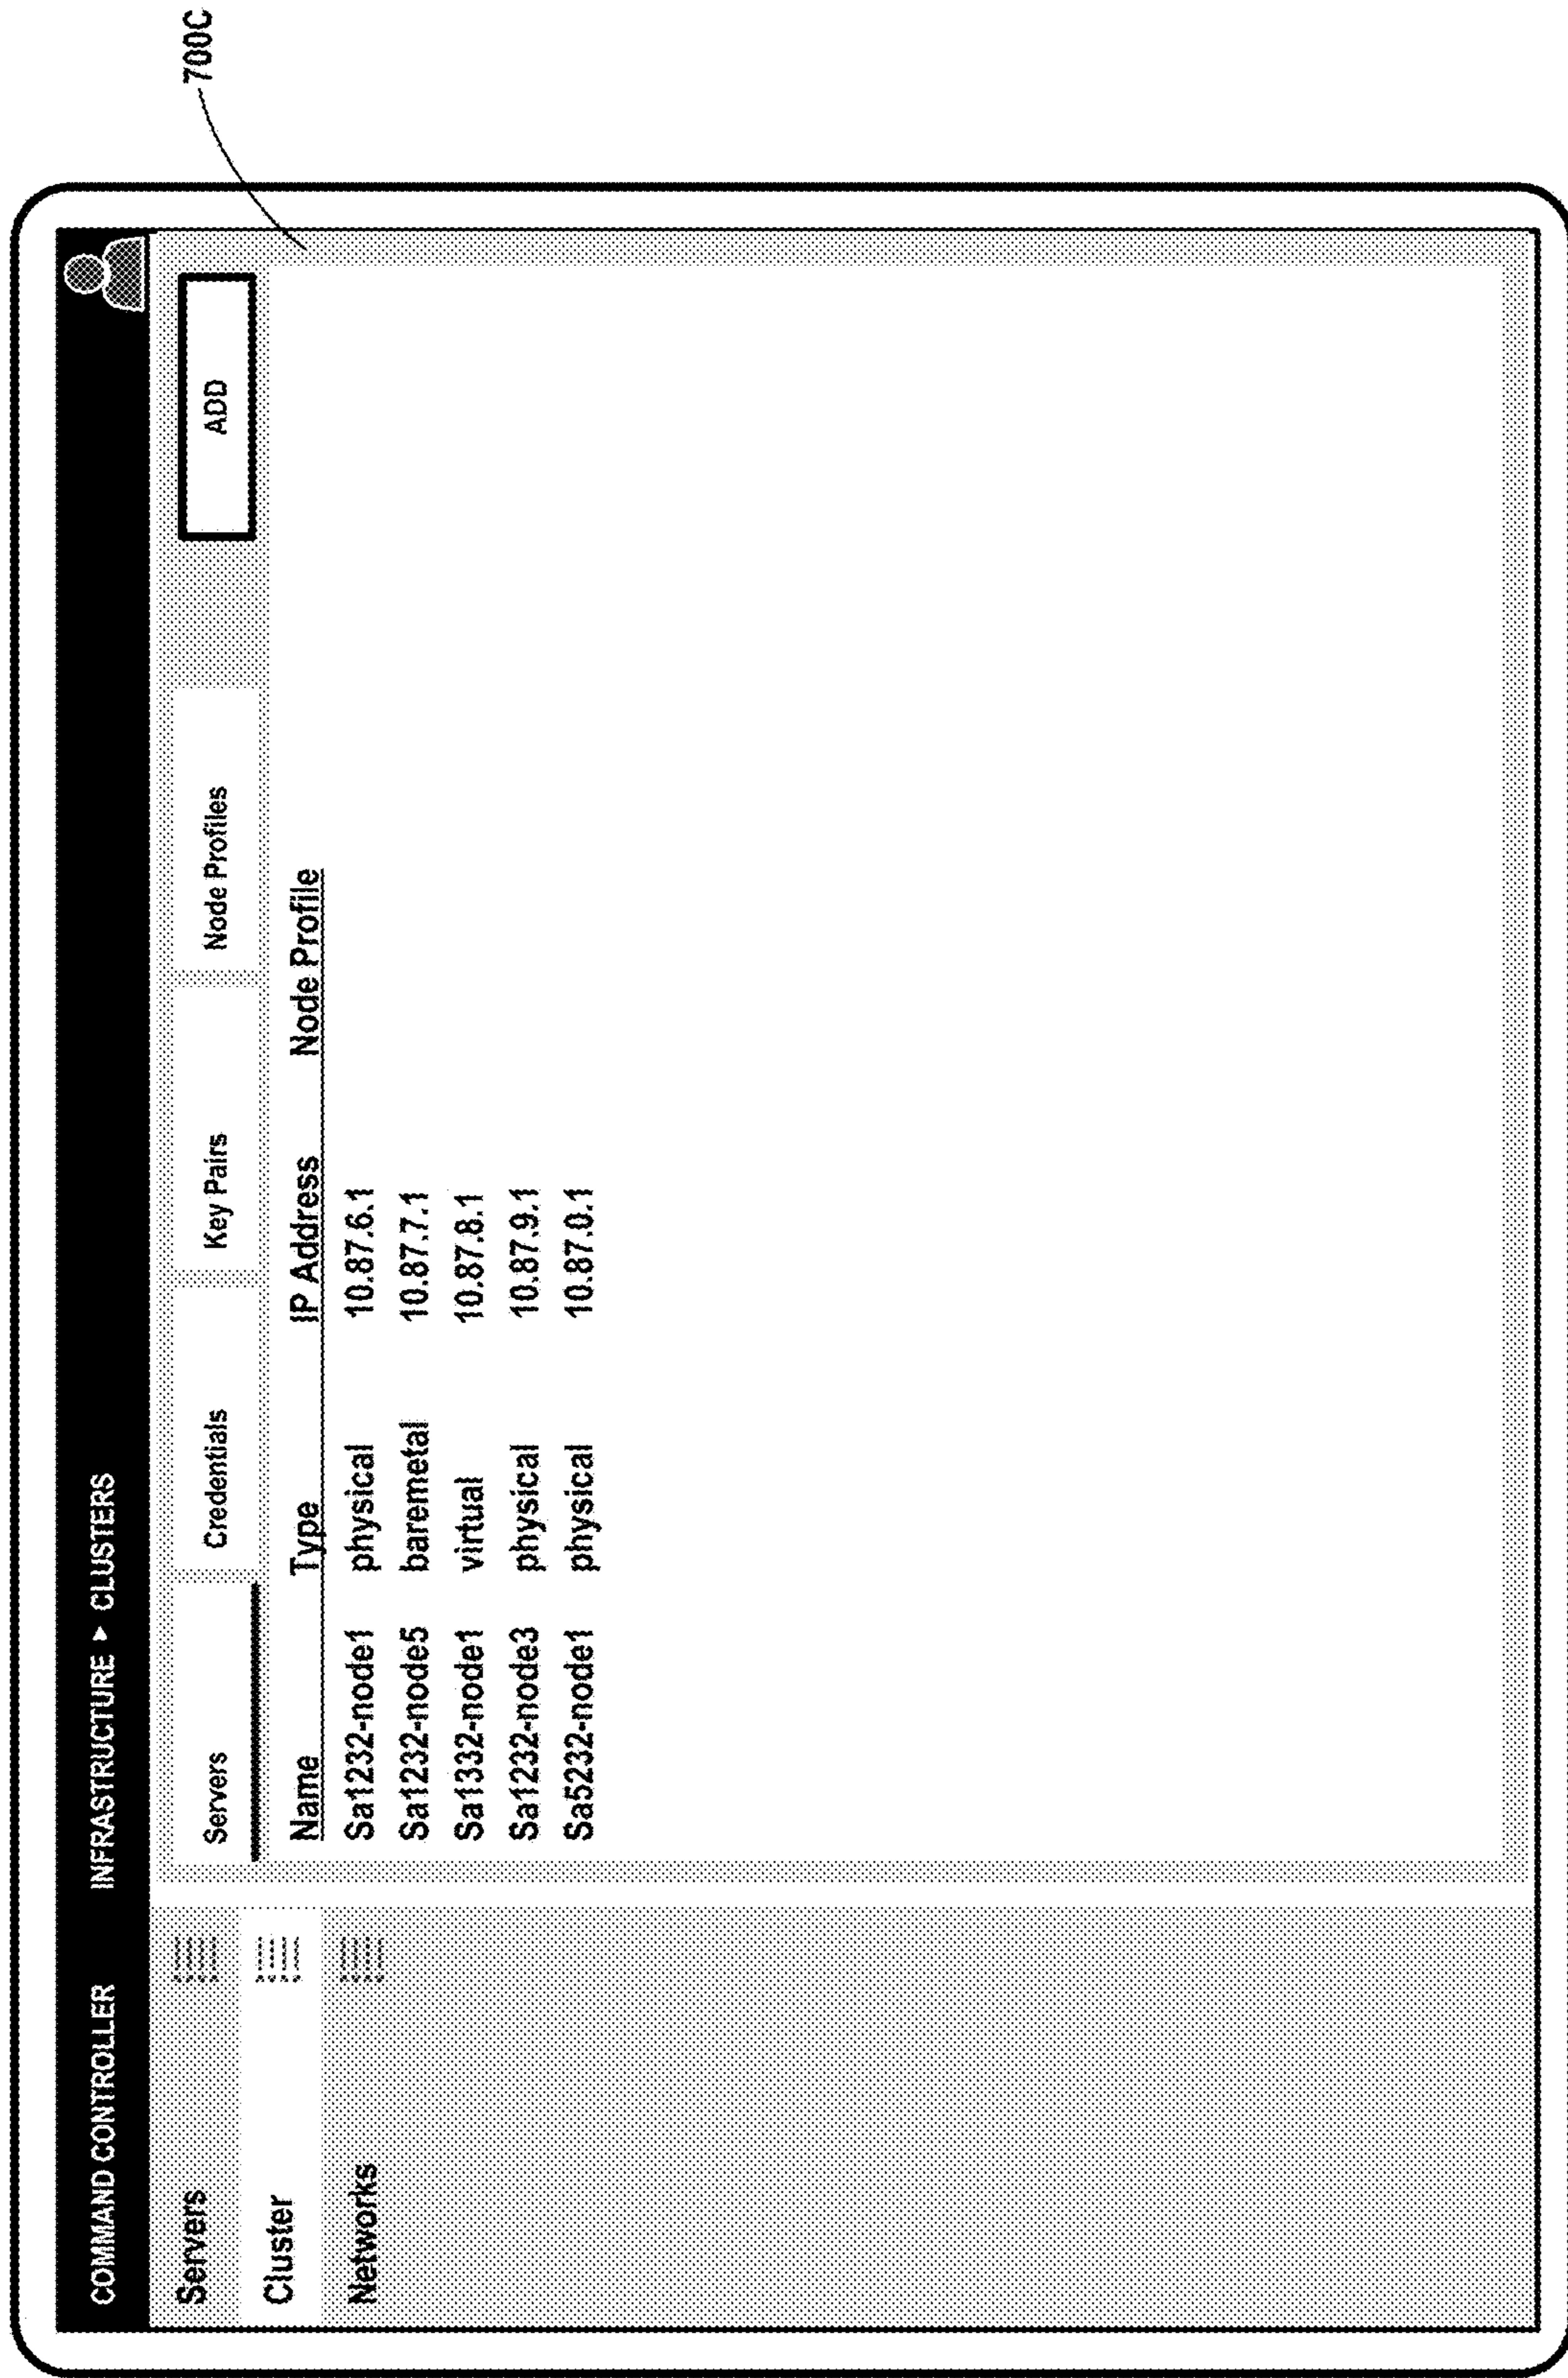 700C
COMMAND CONTROLLER INFRASTRUCTURE ▸ CLUSTERS
Servers
Cluster
Networks
Servers Credentials Key Pairs Node Profiles ADD
Name Type IP Address Node Profile
Sa1232-node1 physical 10.87.6.1
Sa1232-node5 baremetal 10.87.7.1
Sa1332-node1 virtual 10.87.8.1
Sa1232-node3 physical 10.87.9.1
Sa5232-node1 physical 10.87.0.1